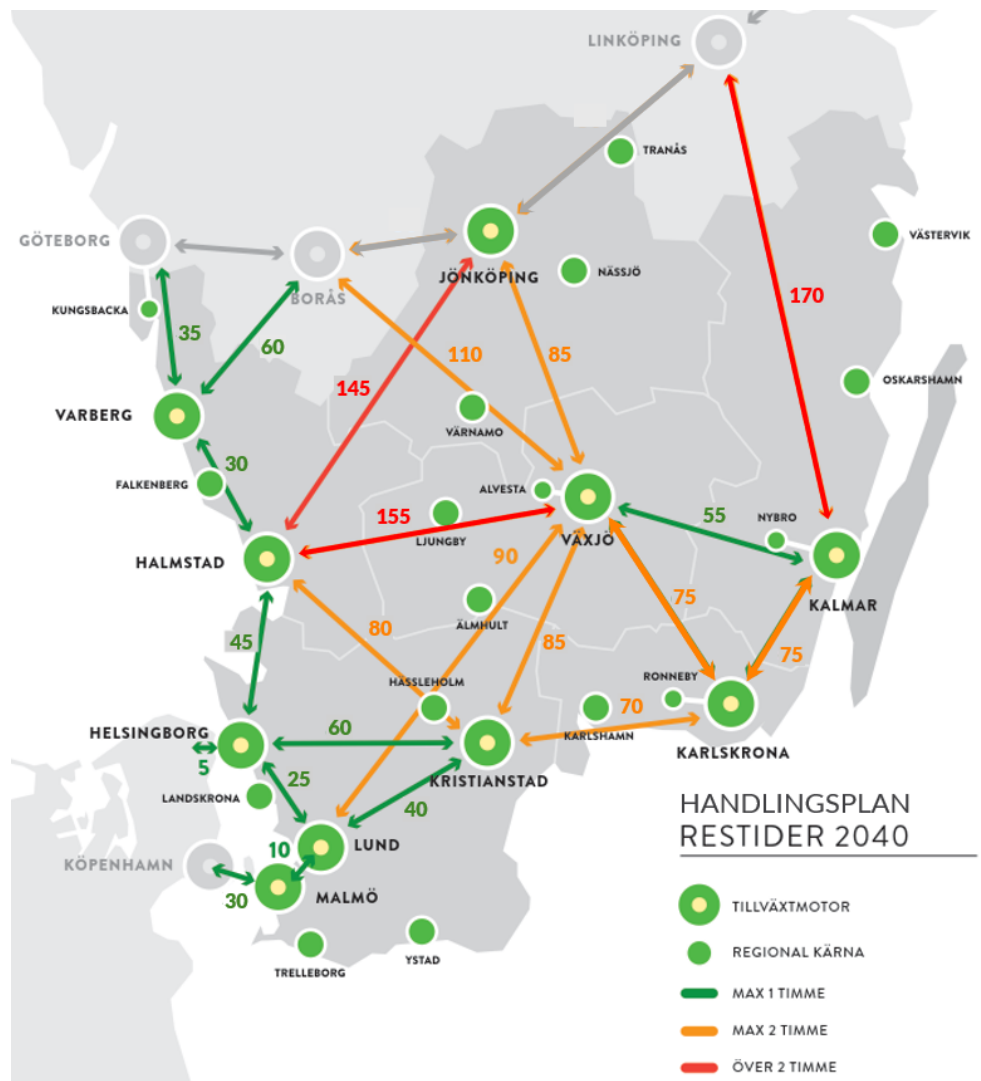 LINKÖPING
TRANÅS
GÖTEBORG
VÄSTERVIK
JÖNKÖPING
NÄSSJÖ
BORÅS
170
KUNGSBACKA
35
60
110
85
145
OSKARSHAMN
VARBERG
VÄRNAMO
30
FALKENBERG
ALVESTA
155
55
NYBRO
LJUNGBY
VÄXJÖ
HALMSTAD
90
75
KALMAR
80
ÄLMHULT
45
85
75
HÄSSLEHOLM
RONNEBY
70
HELSINGBORG
60
KARLSHAMN
KARLSKRONA
5
25
KRISTIANSTAD
LANDSKRONA
40
HANDLINGSPLAN
RESTIDER 2040
10
LUND
KÖPENHAMN
30
MALMÖ
TILLVÄXTMOTOR
YSTAD
TRELLEBORG
REGIONAL KÄRNA
MAX 1 TIMME
MAX 2 TIMME
ÖVER 2 TIMME